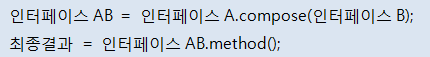 인터페이스 AB = 인터페이스 A.compose(인터페이스 B);
최종결과 = 인터페이스 AB.method();